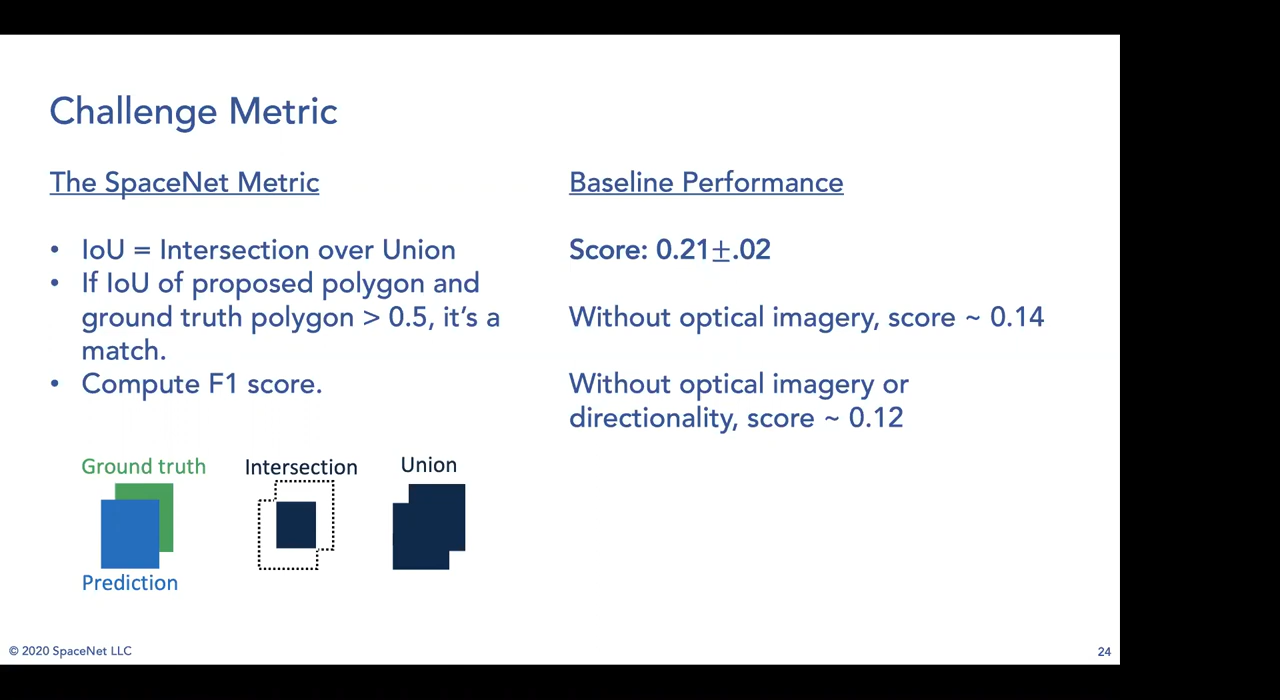 Challenge Metric
The SpaceNet Metric
• IoU = Intersection over Union
• If IoU of proposed polygon and
ground truth polygon > 0.5, it's a
match.
• Compute F1 score.
Ground truth
Prediction
Intersection
Union
Baseline Performance
Score: 0.21±.02
Without optical imagery, score ~ 0.14
Without optical imagery or
directionality, score ~ 0.12
© 2020 SpaceNet LLC
24